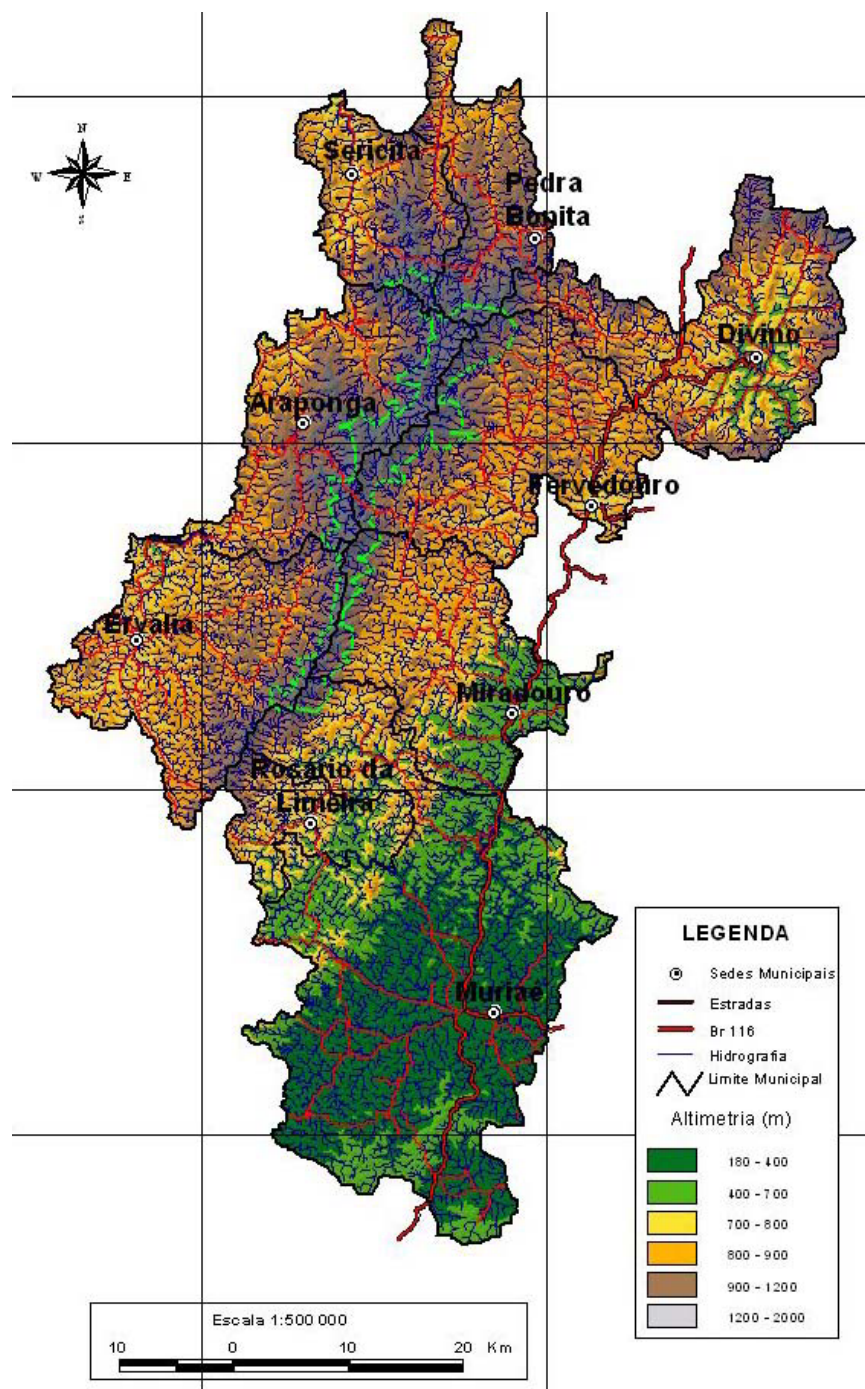 N
W E
S
Sericita
Pedra
Bonita
Divino
Araponga
Fervedouro
Ervalia
Miradouro
Rosário da
Limeira
Muriae
LEGENDA
Sedes Municipais
Estradas
Br 116
Hidrografia
Limite Municipal
Altimetria (m)
180 - 400
400 - 700
700 - 800
800 - 900
900 - 1200
1200 - 2000
Escala 1:500 000
10 0 10 20 Km